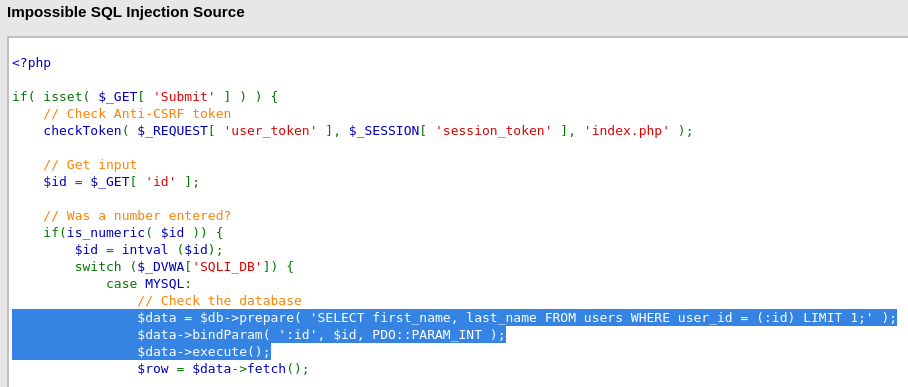 Impossible SQL Injection Source
<?php
if( isset( $_GET[ 'Submit' ] ) ) {
    // Check Anti-CSRF token
    checkToken( $_REQUEST[ 'user_token' ], $_SESSION[ 'session_token' ], 'index.php' );
    // Get input
    $id = $_GET[ 'id' ];
    // Was a number entered?
    if(is_numeric( $id )) {
        $id = intval ($id);
        switch ($_DVWA['SQLI_DB']) {
            case MYSQL:
                // Check the database
                $data = $db->prepare( 'SELECT first_name, last_name FROM users WHERE user_id = (:id) LIMIT 1;' );
                $data->bindParam( ':id', $id, PDO::PARAM_INT );
                $data->execute();
                $row = $data->fetch();